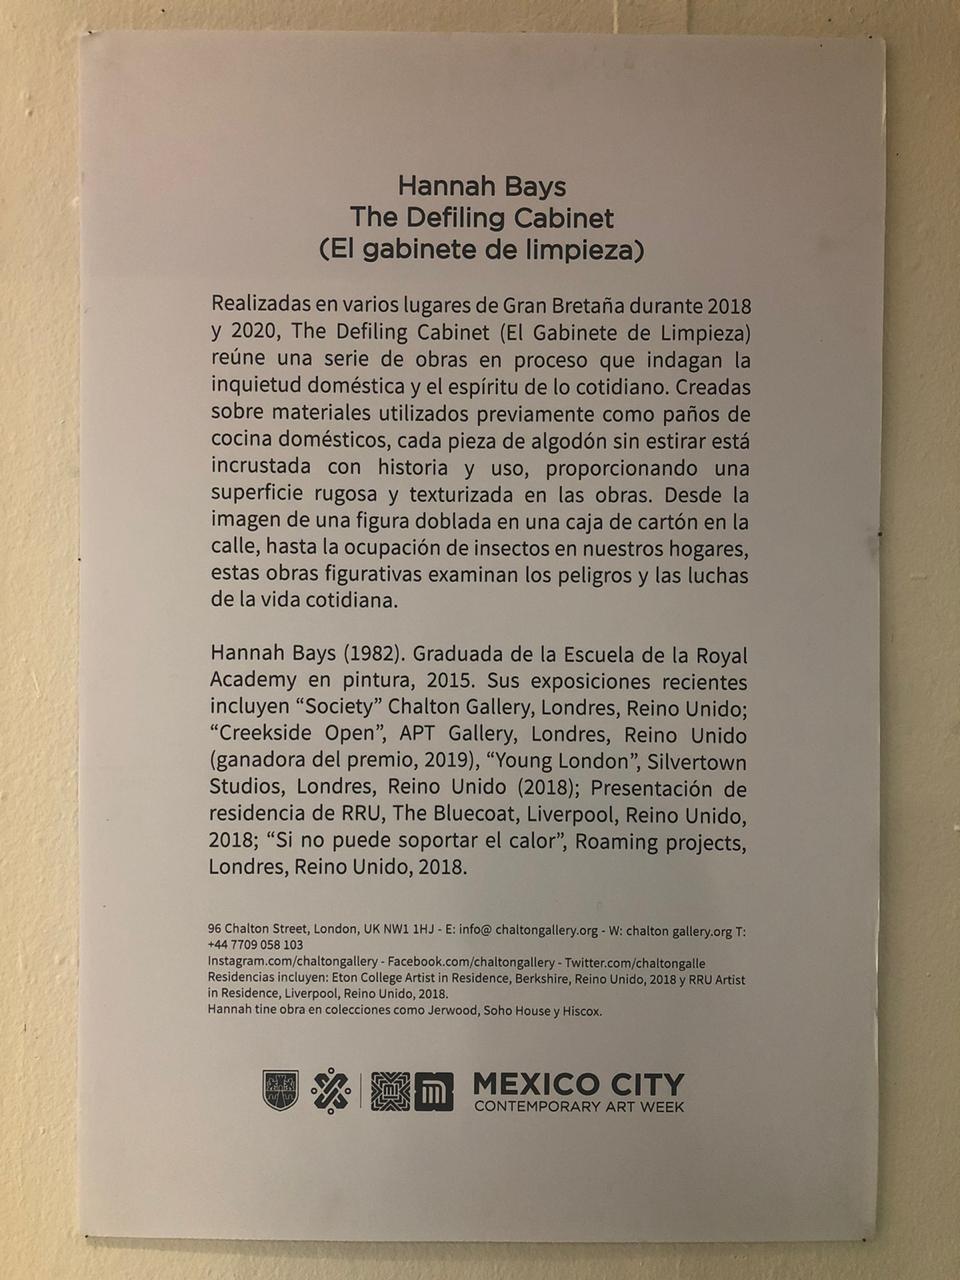 Hannah Bays
The Defiling Cabinet
(El gabinete de limpieza)
Realizadas en varios lugares de Gran Bretaña durante 2018
y 2020, The Defiling Cabinet (El Gabinete de Limpieza)
reúne una serie de obras en proceso que indagan la
inquietud doméstica y el espíritu de lo cotidiano. Creadas
sobre materiales utilizados previamente como paños de
cocina domésticos, cada pieza de algodón sin estirar está
incrustada con historia y uso, proporcionando una
superficie rugosa y texturizada en las obras. Desde la
imagen de una figura doblada en una caja de cartón en la
calle, hasta la ocupación de insectos en nuestros hogares,
estas obras figurativas examinan los peligros y las luchas
de la vida cotidiana.
Hannah Bays (1982). Graduada de la Escuela de la Royal
Academy en pintura, 2015. Sus exposiciones recientes
incluyen “Society” Chalton Gallery, Londres, Reino Unido;
“Creekside Open”, APT Gallery, Londres, Reino Unido
(ganadora del premio, 2019), “Young London”, Silvertown
Studios, Londres, Reino Unido (2018); Presentación de
residencia de RRU, The Bluecoat, Liverpool, Reino Unido,
2018; “Si no puede soportar el calor”, Roaming projects,
Londres, Reino Unido, 2018.
96 Chalton Street, London, UK NW1 1HJ - E: info@ chaltongallery.org - W: chalton gallery.org T:
+44 7709 058 103
Instagram.com/chaltongallery - Facebook.com/chaltongallery - Twitter.com/chaltongalle
Residencias incluyen: Eton College Artist in Residence, Berkshire, Reino Unido, 2018 y RRU Artist
in Residence, Liverpool, Reino Unido, 2018.
Hannah tine obra en colecciones como Jerwood, Soho House y Hiscox.
MEXICO CITY
CONTEMPORARY ART WEEK